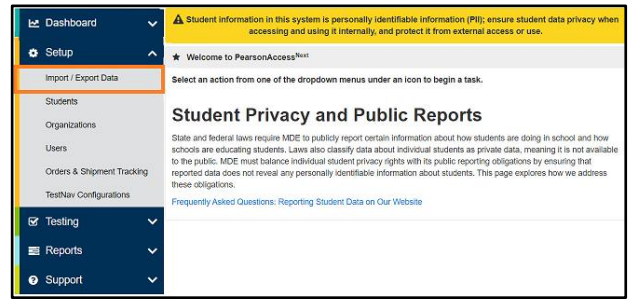 Dashboard
Setup
Import / Export Data
Students
Organizations
Users
Orders & Shipment Tracking
TestNav Configurations
Testing
Reports
Support
Student information in this system is personally identifiable information (PII); ensure student data privacy when
accessing and using it internally, and protect it from external access or use.
Welcome to PearsonAccessNext
Select an action from one of the dropdown menus under an icon to begin a task.
Student Privacy and Public Reports
State and federal laws require MDE to publicly report certain information about how students are doing in school and how
schools are educating students. Laws also classify data about individual students as private data, meaning it is not available
to the public. MDE must balance individual student privacy rights with its public reporting obligations by ensuring that
reported data does not reveal any personally identifiable information about students. This page explores how we address
these obligations.
Frequently Asked Questions: Reporting Student Data on Our Website